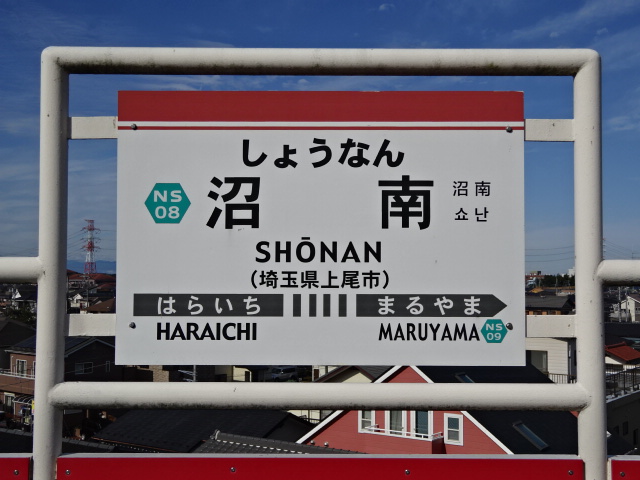 しょうなん
NS
08
沼 南
沼南
쇼난
SHŌNAN
(埼玉県上尾市)
はらいち まるやま
HARAICHI MARUYAMA
NS
09